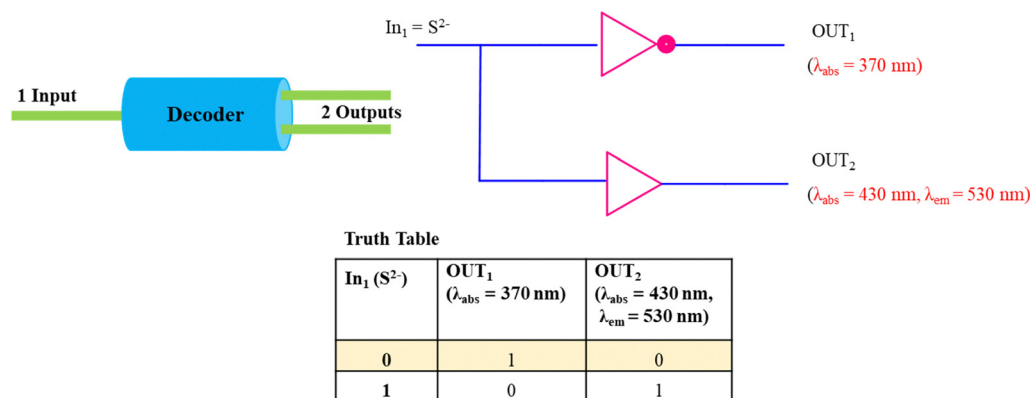 In₁ = S²⁻
OUT₁
(λabs = 370 nm)
1 Input
Decoder
2 Outputs
OUT₂
(λabs = 430 nm, λem = 530 nm)
Truth Table
In₁ (S²⁻)
OUT₁
(λabs = 370 nm)
OUT₂
(λabs = 430 nm,
λem = 530 nm)
0 1 0
1 0 1